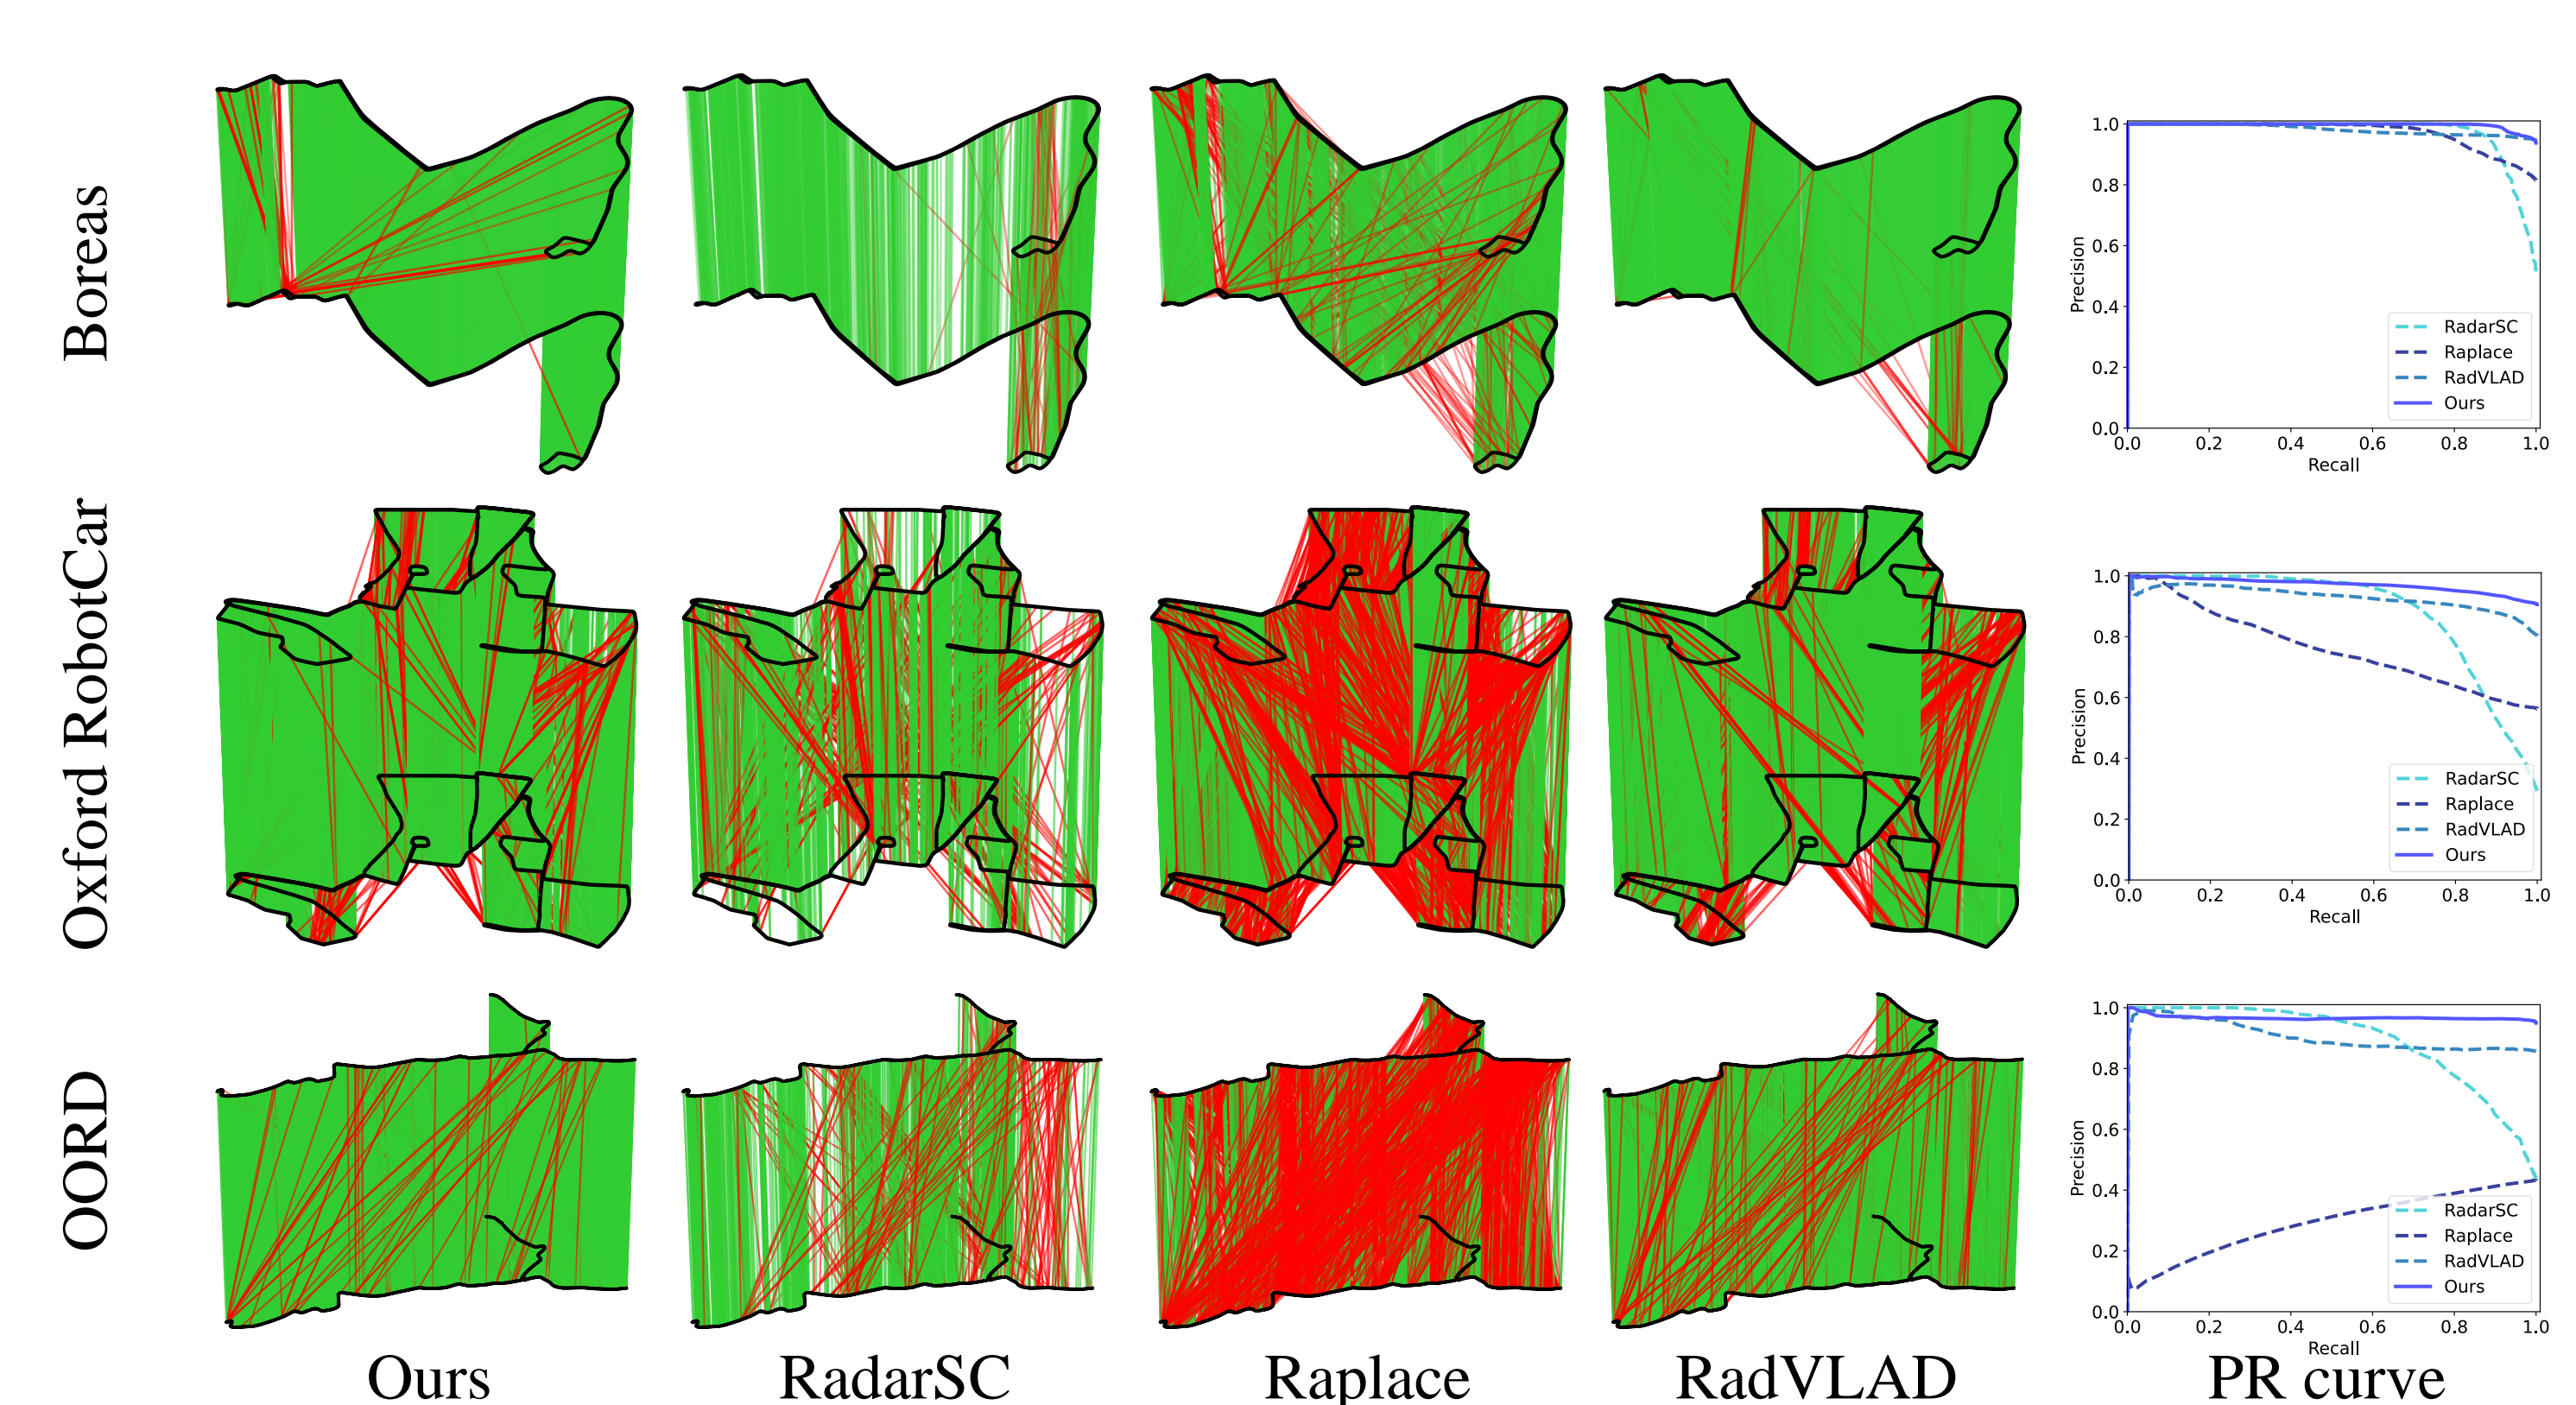 Boreas
1.0
0.8
0.6
0.4
0.2
0.0
Precision
RadarSC
Raplace
RadVLAD
Ours
0.0 0.2 0.4 0.6 0.8 1.0
Recall
Oxford RobotCar
1.0
0.8
0.6
0.4
0.2
0.0
Precision
RadarSC
Raplace
RadVLAD
Ours
0.0 0.2 0.4 0.6 0.8 1.0
Recall
OORD
1.0
0.8
0.6
0.4
0.2
0.0
Precision
RadarSC
Raplace
RadVLAD
Ours
0.0 0.2 0.4 0.6 0.8 1.0
Recall
Ours RadarSC Raplace RadVLAD PR curve